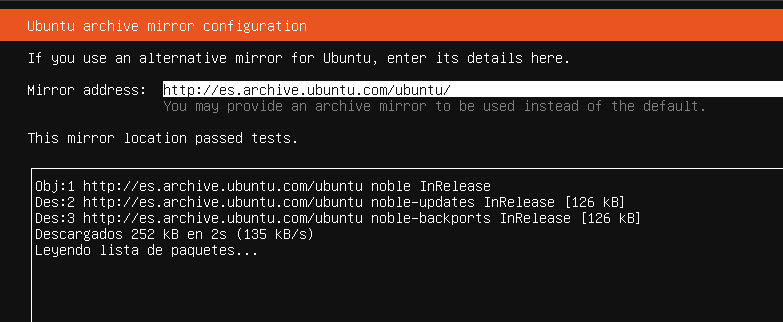 Ubuntu archive mirror configuration
If you use an alternative mirror for Ubuntu, enter its details here.
Mirror address: http://es.archive.ubuntu.com/ubuntu/
You may provide an archive mirror to be used instead of the default.
This mirror location passed tests.
Obj:1 http://es.archive.ubuntu.com/ubuntu noble InRelease
Des:2 http://es.archive.ubuntu.com/ubuntu noble-updates InRelease [126 kB]
Des:3 http://es.archive.ubuntu.com/ubuntu noble-backports InRelease [126 kB]
Descargados 252 kB en 2s (135 kB/s)
Leyendo lista de paquetes...